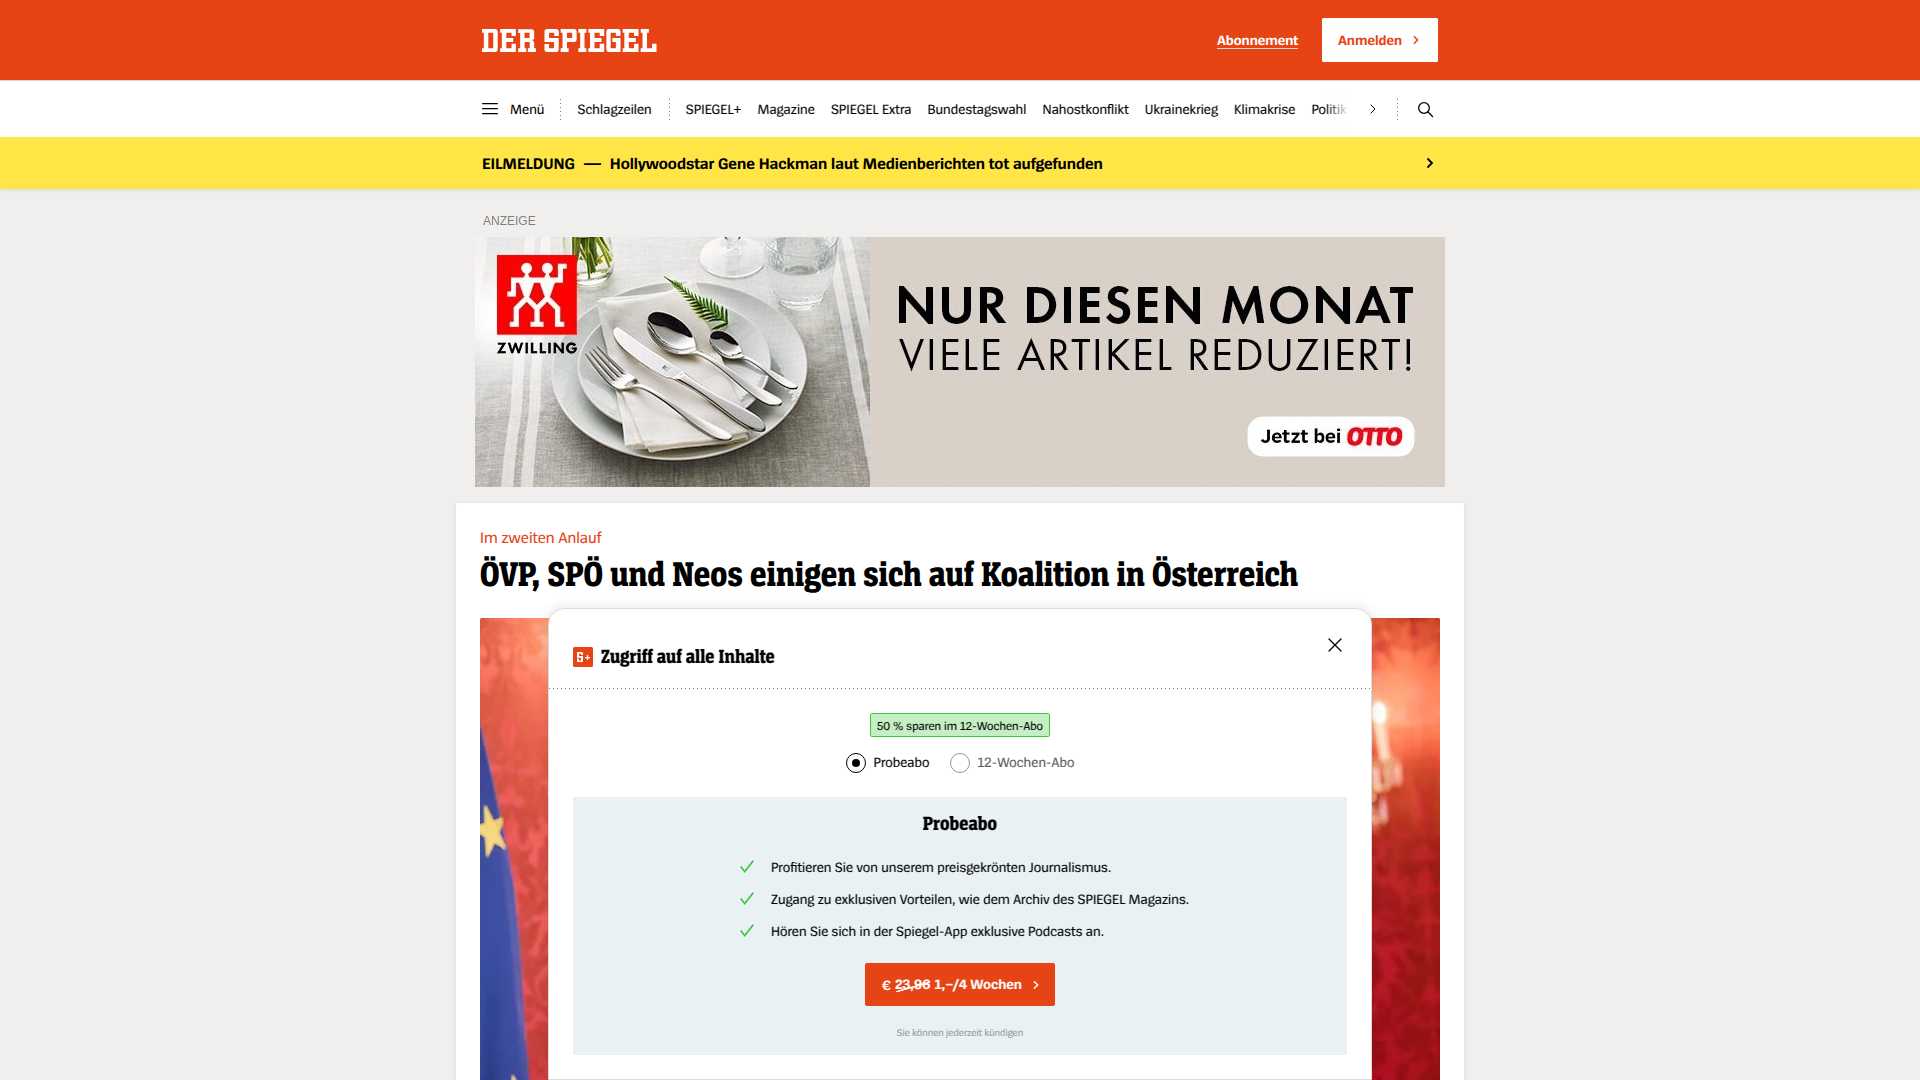 DER SPIEGEL
Abonnement
Anmelden
Menü
Schlagzeilen
SPIEGEL+
Magazine
SPIEGEL Extra
Bundestagswahl
Nahostkonflikt
Ukrainekrieg
Klimakrise
Politik
EILMELDUNG — Hollywoodstar Gene Hackman laut Medienberichten tot aufgefunden
ANZEIGE
ZWILLING
NUR DIESEN MONAT
VIELE ARTIKEL REDUZIERT!
Jetzt bei OTTO
Im zweiten Anlauf
ÖVP, SPÖ und Neos einigen sich auf Koalition in Österreich
S+ Zugriff auf alle Inhalte
50 % sparen im 12-Wochen-Abo
Probeabo
12-Wochen-Abo
Probeabo
Profitieren Sie von unserem preisgekrönten Journalismus.
Zugang zu exklusiven Vorteilen, wie dem Archiv des SPIEGEL Magazins.
Hören Sie sich in der Spiegel-App exklusive Podcasts an.
€ 23,96 1,–/4 Wochen
Sie können jederzeit kündigen